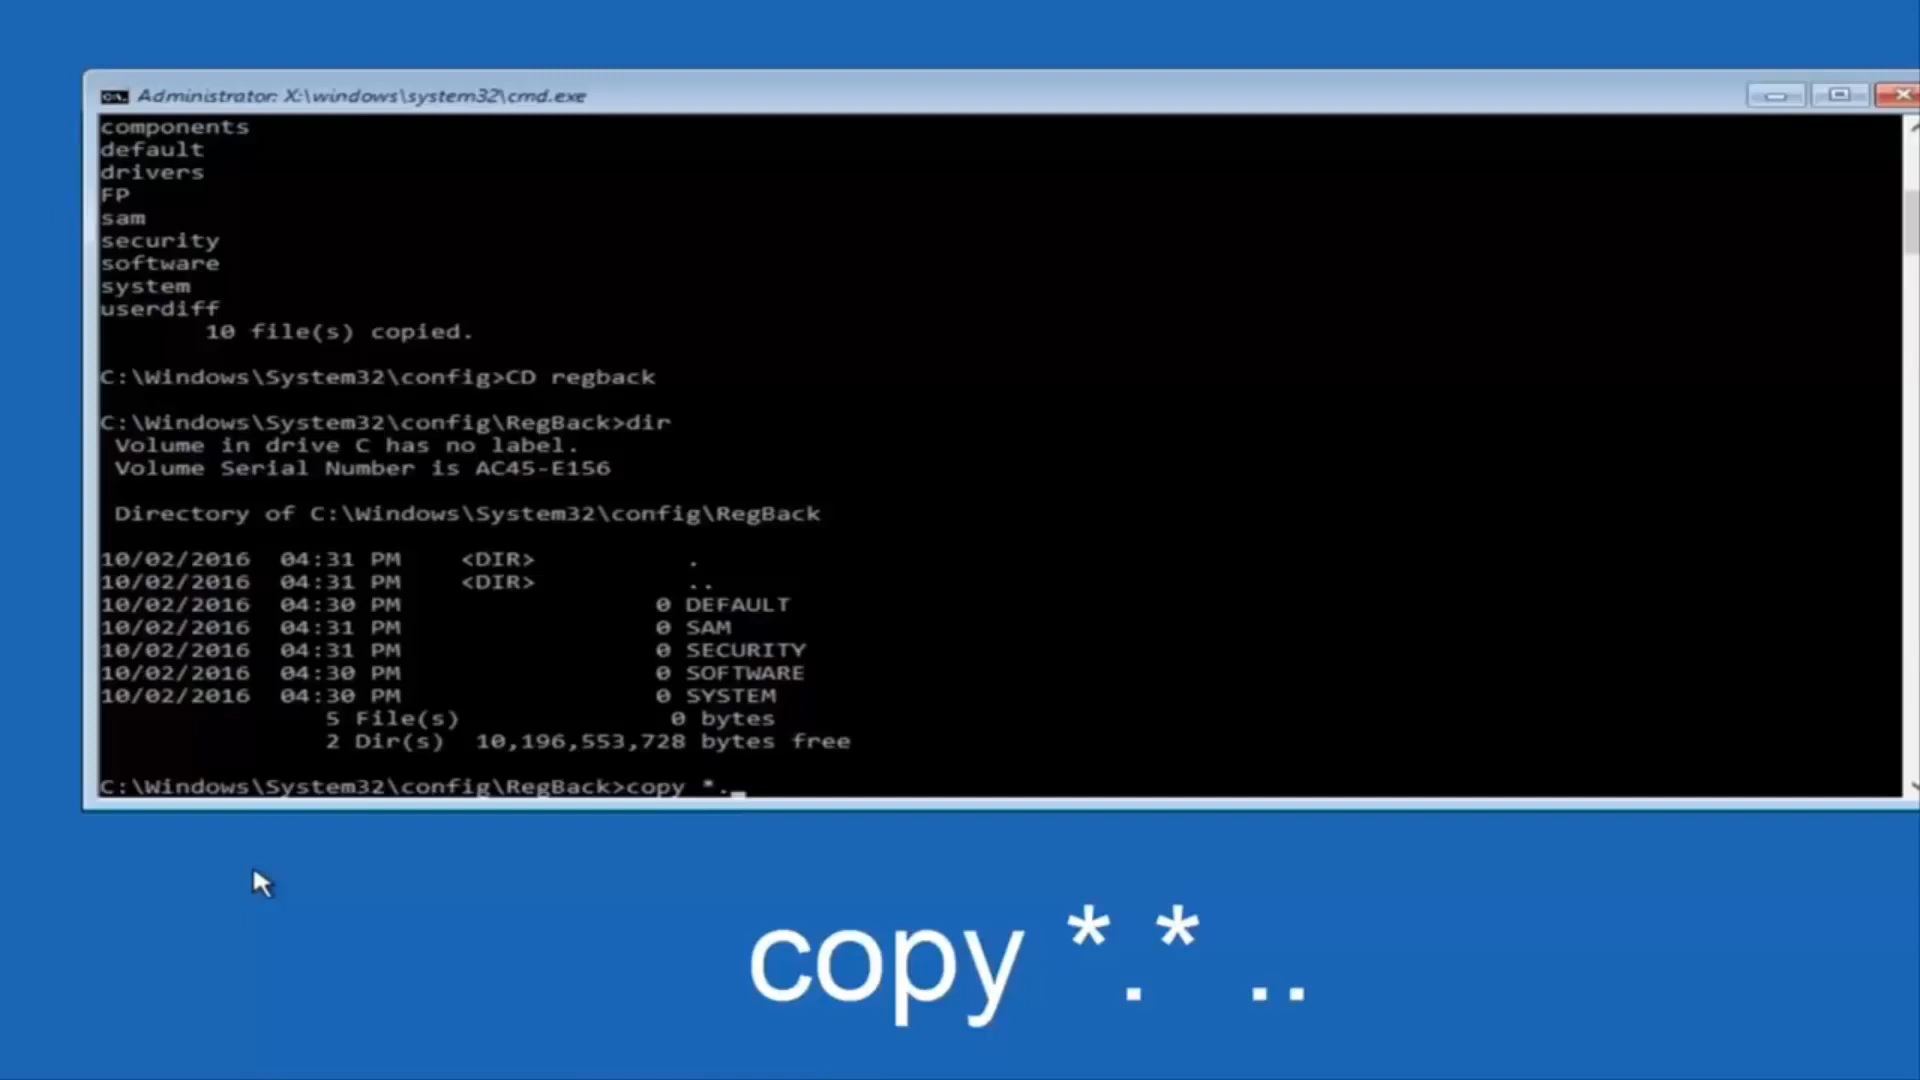 Administrator: X:\windows\system32\cmd.exe
components
default
drivers
FP
sam
security
software
system
userdiff
10 file(s) copied.
C:\Windows\System32\config>CD regback
C:\Windows\System32\config\RegBack>dir
Volume in drive C has no label.
Volume Serial Number is AC45-E156
Directory of C:\Windows\System32\config\RegBack
10/02/2016 04:31 PM <DIR> .
10/02/2016 04:31 PM <DIR> ..
10/02/2016 04:30 PM 0 DEFAULT
10/02/2016 04:31 PM 0 SAM
10/02/2016 04:31 PM 0 SECURITY
10/02/2016 04:30 PM 0 SOFTWARE
10/02/2016 04:30 PM 0 SYSTEM
5 File(s) 0 bytes
2 Dir(s) 10,196,553,728 bytes free
C:\Windows\System32\config\RegBack>copy *._
copy *.* ..